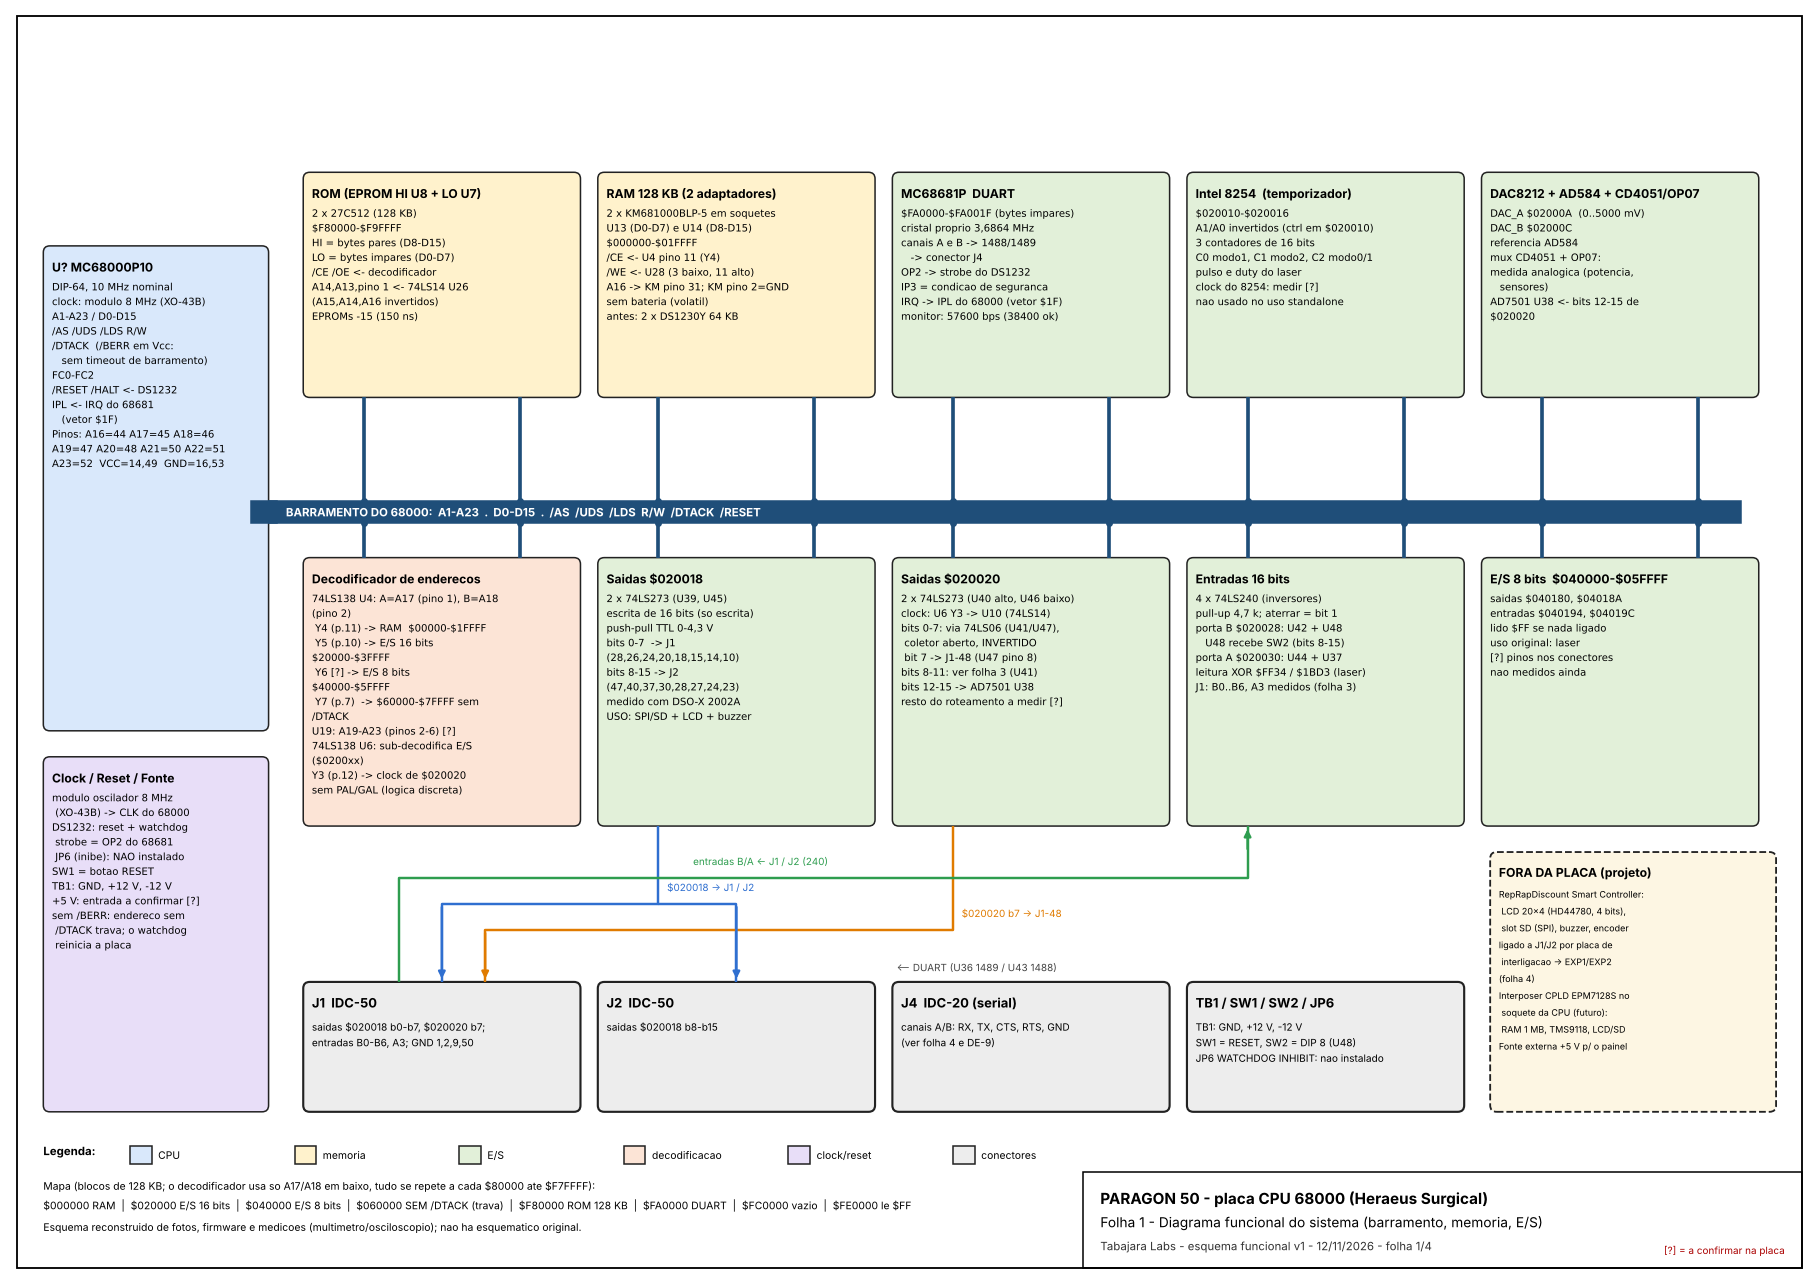 ROM (EPROM HI U8 + LO U7)
2 x 27C512 (128 KB)
$F80000-$F9FFFF
HI = bytes pares (D8-D15)
LO = bytes impares (D0-D7)
/CE /OE <- decodificador
A14,A13,pino 1 <- 74LS14 U26
(A15,A14,A16 invertidos)
EPROMs -15 (150 ns)
RAM 128 KB (2 adaptadores)
2 x KM681000BLP-5 em soquetes
U13 (D0-D7) e U14 (D8-D15)
$000000-$01FFFF
/CE <- U4 pino 11 (Y4)
/WE <- U28 (3 baixo, 11 alto)
A16 -> KM pino 31; KM pino 2=GND
sem bateria (volatil)
antes: 2 x DS1230Y 64 KB
MC68681P DUART
$FA0000-$FA001F (bytes impares)
cristal proprio 3,6864 MHz
canais A e B -> 1488/1489
-> conector J4
OP2 -> strobe do DS1232
IP3 = condicao de seguranca
IRQ -> IPL do 68000 (vetor $1F)
monitor: 57600 bps (38400 ok)
Intel 8254 (temporizador)
$020010-$020016
A1/A0 invertidos (ctrl em $020010)
3 contadores de 16 bits
C0 modo1, C1 modo2, C2 modo0/1
pulso e duty do laser
clock do 8254: medir [?]
nao usado no uso standalone
DAC8212 + AD584 + CD4051/OP07
DAC_A $02000A (0..5000 mV)
DAC_B $02000C
referencia AD584
mux CD4051 + OP07:
medida analogica (potencia,
sensores)
AD7501 U38 <- bits 12-15 de
$020020
U? MC68000P10
DIP-64, 10 MHz nominal
clock: modulo 8 MHz (XO-43B)
A1-A23 / D0-D15
/AS /UDS /LDS R/W
/DTACK (/BERR em Vcc:
sem timeout de barramento)
FC0-FC2
/RESET /HALT <- DS1232
IPL <- IRQ do 68681
(vetor $1F)
Pinos: A16=44 A17=45 A18=46
A19=47 A20=48 A21=50 A22=51
A23=52 VCC=14,49 GND=16,53
BARRAMENTO DO 68000: A1-A23 . D0-D15 . /AS /UDS /LDS R/W /DTACK /RESET
Decodificador de enderecos
74LS138 U4: A=A17 (pino 1), B=A18
(pino 2)
Y4 (p.11) -> RAM $00000-$1FFFF
Y5 (p.10) -> E/S 16 bits
$20000-$3FFFF
Y6 [?] -> E/S 8 bits
$40000-$5FFFF
Y7 (p.7) -> $60000-$7FFFF sem
/DTACK
U19: A19-A23 (pinos 2-6) [?]
74LS138 U6: sub-decodifica E/S
($0200xx)
Y3 (p.12) -> clock de $020020
sem PAL/GAL (logica discreta)
Saidas $020018
2 x 74LS273 (U39, U45)
escrita de 16 bits (so escrita)
push-pull TTL 0-4,3 V
bits 0-7 -> J1
(28,26,24,20,18,15,14,10)
bits 8-15 -> J2
(47,40,37,30,28,27,24,23)
medido com DSO-X 2002A
USO: SPI/SD + LCD + buzzer
Saidas $020020
2 x 74LS273 (U40 alto, U46 baixo)
clock: U6 Y3 -> U10 (74LS14)
bits 0-7: via 74LS06 (U41/U47),
coletor aberto, INVERTIDO
bit 7 -> J1-48 (U47 pino 8)
bits 8-11: ver folha 3 (U41)
bits 12-15 -> AD7501 U38
resto do roteamento a medir [?]
Entradas 16 bits
4 x 74LS240 (inversores)
pull-up 4,7 k; aterrar = bit 1
porta B $020028: U42 + U48
U48 recebe SW2 (bits 8-15)
porta A $020030: U44 + U37
leitura XOR $FF34 / $1BD3 (laser)
J1: B0..B6, A3 medidos (folha 3)
E/S 8 bits $040000-$05FFFF
saidas $040180, $04018A
entradas $040194, $04019C
lido $FF se nada ligado
uso original: laser
[?] pinos nos conectores
nao medidos ainda
Clock / Reset / Fonte
modulo oscilador 8 MHz
(XO-43B) -> CLK do 68000
DS1232: reset + watchdog
strobe = OP2 do 68681
JP6 (inibe): NAO instalado
SW1 = botao RESET
TB1: GND, +12 V, -12 V
+5 V: entrada a confirmar [?]
sem /BERR: endereco sem
/DTACK trava; o watchdog
reinicia a placa
entradas B/A ← J1 / J2 (240)
$020018 → J1 / J2
$020020 b7 → J1-48
← DUART (U36 1489 / U43 1488)
FORA DA PLACA (projeto)
RepRapDiscount Smart Controller:
LCD 20×4 (HD44780, 4 bits),
slot SD (SPI), buzzer, encoder
ligado a J1/J2 por placa de
interligacao → EXP1/EXP2
(folha 4)
Interposer CPLD EPM7128S no
soquete da CPU (futuro):
RAM 1 MB, TMS9118, LCD/SD
Fonte externa +5 V p/ o painel
J1 IDC-50
saidas $020018 b0-b7, $020020 b7;
entradas B0-B6, A3; GND 1,2,9,50
J2 IDC-50
saidas $020018 b8-b15
J4 IDC-20 (serial)
canais A/B: RX, TX, CTS, RTS, GND
(ver folha 4 e DE-9)
TB1 / SW1 / SW2 / JP6
TB1: GND, +12 V, -12 V
SW1 = RESET, SW2 = DIP 8 (U48)
JP6 WATCHDOG INHIBIT: nao instalado
Legenda: CPU memoria E/S decodificacao clock/reset conectores
Mapa (blocos de 128 KB; o decodificador usa so A17/A18 em baixo, tudo se repete a cada $80000 ate $F7FFFF):
$000000 RAM | $020000 E/S 16 bits | $040000 E/S 8 bits | $060000 SEM /DTACK (trava) | $F80000 ROM 128 KB | $FA0000 DUART | $FC0000 vazio | $FE0000 le $FF
Esquema reconstruido de fotos, firmware e medicoes (multimetro/osciloscopio); nao ha esquematico original.
PARAGON 50 - placa CPU 68000 (Heraeus Surgical)
Folha 1 - Diagrama funcional do sistema (barramento, memoria, E/S)
Tabajara Labs - esquema funcional v1 - 12/11/2026 - folha 1/4
[?] = a confirmar na placa